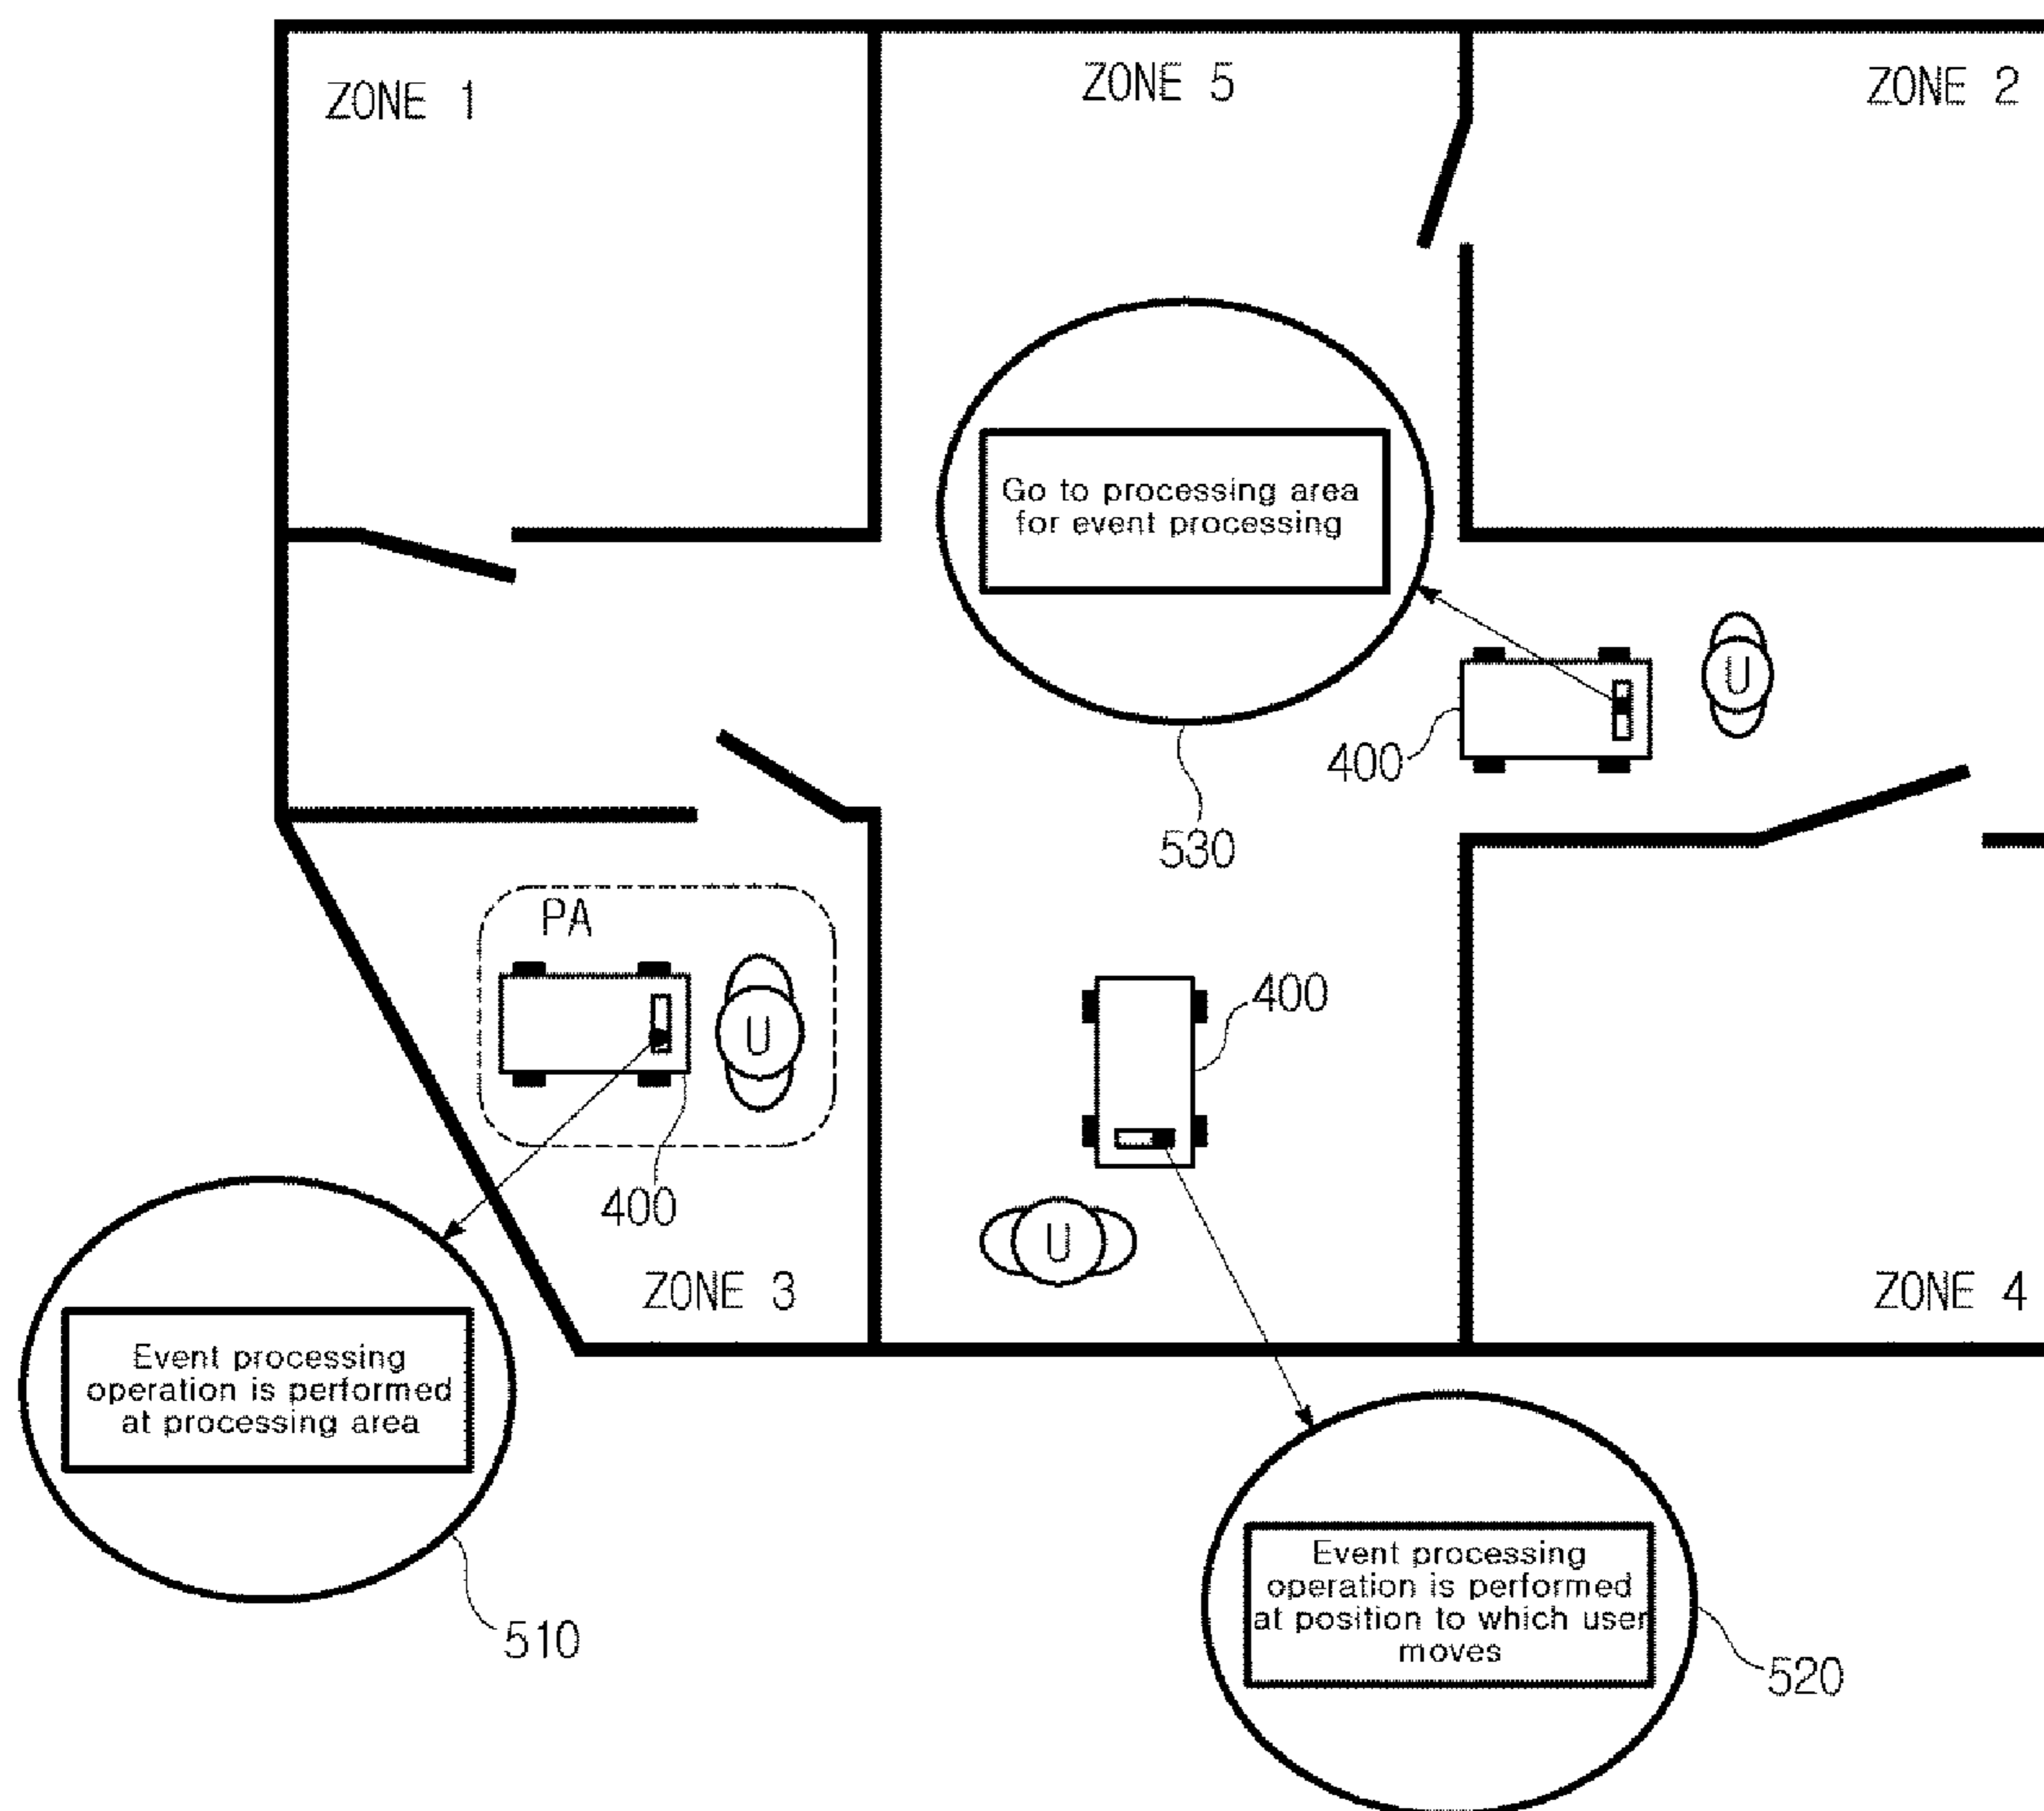 ZONE 1
ZONE 5
ZONE 2
Go to processing area
for event processing
U
400
530
PA
U
400
400
U
ZONE 3
ZONE 4
Event processing
operation is performed
at processing area
510
Event processing
operation is performed
at position to which user
moves
520